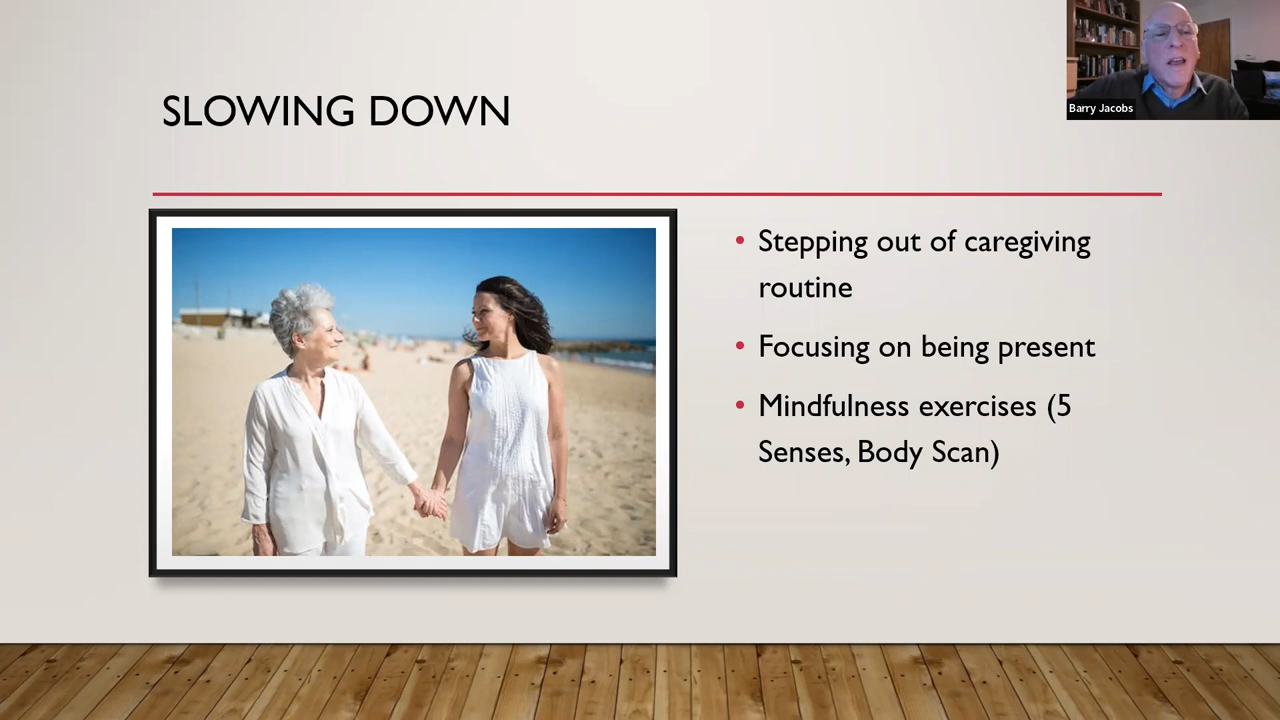 SLOWING DOWN
Barry Jacobs
• Stepping out of caregiving
routine
• Focusing on being present
• Mindfulness exercises (5
Senses, Body Scan)